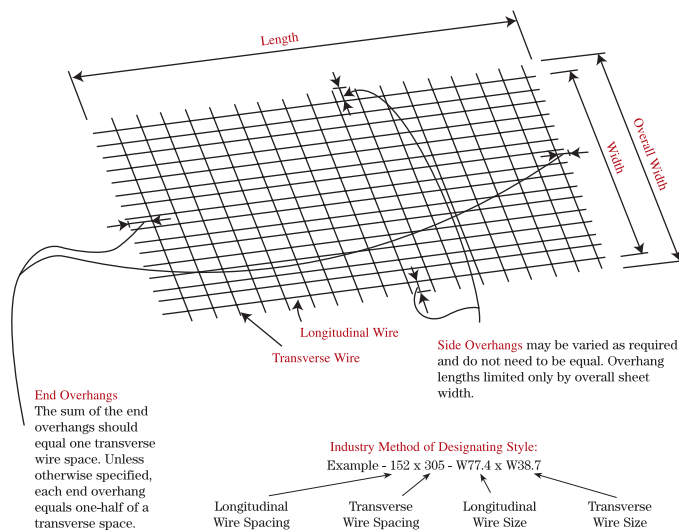 Length
Overall Width
Width
Longitudinal Wire
Transverse Wire
Side Overhangs may be varied as required
and do not need to be equal. Overhang
lengths limited only by overall sheet
width.
End Overhangs
The sum of the end
overhangs should
equal one transverse
wire space. Unless
otherwise specified,
each end overhang
equals one-half of a
transverse space.
Industry Method of Designating Style:
Example - 152 x 305 - W77.4 x W38.7
Longitudinal
Wire Spacing
Transverse
Wire Spacing
Longitudinal
Wire Size
Transverse
Wire Size